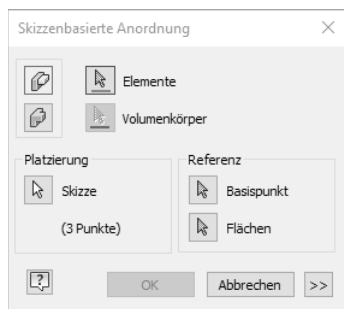 Skizzenbasierte Anordnung
Elemente
Volumenkörper
Platzierung
Skizze
(3 Punkte)
Referenz
Basispunkt
Flächen
?
OK
Abbrechen
>>